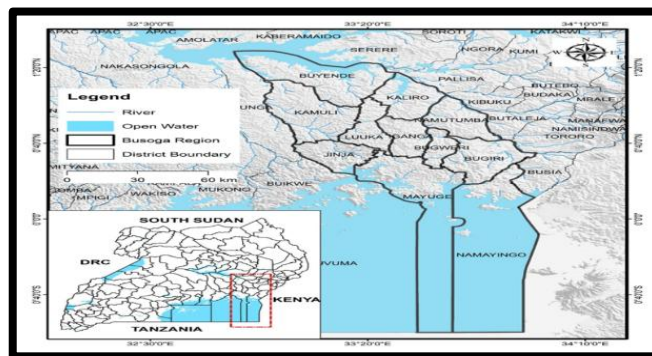 32°30'0"E 33°20'0"E 34°10'0"E
APAC APAC APAC
AMOLATAR
KABERAMAIDO
SOROTI
KATAKWI
SERERE
NGORA
KUMI
NAKASONGOLA
BUYENDE
PALLISA
BUTEBO
BUDAKA
MBALE
Legend
River
Open Water
Busoga Region
District Boundary
0 30 60 km
KAMULI
KALIRO
KIBUKU
NAMUTUMBA
BUTALEJA
NAMISINDWA
TORORO
LUUKA
BUGWERI
JINJA
BUGIRI
BUSIA
MITYANA
MPIGI
WAKISO
MUKONO
BUIKWE
MAYUGE
NAMAYINGO
SOUTH SUDAN
DRC
KENYA
TANZANIA
32°30'0"E 33°20'0"E 34°10'0"E